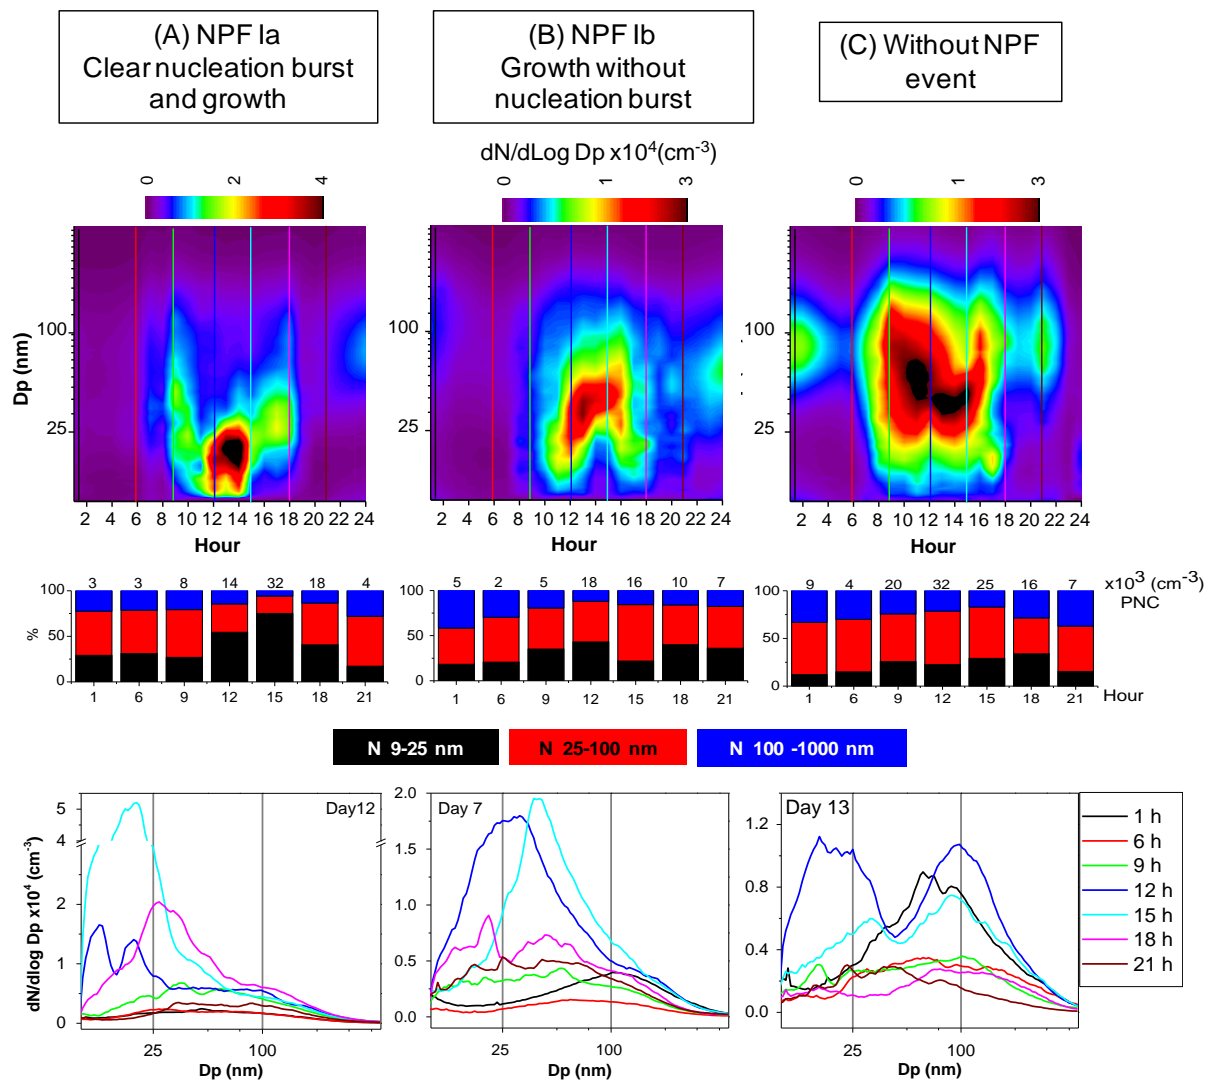 (A) NPF Ia
Clear nucleation burst
and growth
(B) NPF Ib
Growth without
nucleation burst
(C) Without NPF
event
dN/dLog Dp x10⁴(cm⁻³)
0 2 4
0 1 3
0 1 3
Dp (nm)
100
25
100
25
100
25
2 4 6 8 10 12 14 16 18 20 22 24
2 4 6 8 10 12 14 16 18 20 22 24
2 4 6 8 10 12 14 16 18 20 22 24
Hour
Hour
Hour
3 3 8 14 32 18 4
5 2 5 18 16 10 7
9 4 20 32 25 16 7
x10³ (cm⁻³)
PNC
%
100
50
0
100
50
0
100
50
0
1 6 9 12 15 18 21
1 6 9 12 15 18 21
1 6 9 12 15 18 21
Hour
N 9-25 nm
N 25-100 nm
N 100 -1000 nm
dN/dlog Dp x10⁴ (cm⁻³)
Day12
5
4
2
1
0
25 100
Dp (nm)
Day 7
2.0
1.5
1.0
0.5
0.0
25 100
Dp (nm)
Day 13
1.2
0.8
0.4
0.0
25 100
Dp (nm)
1 h
6 h
9 h
12 h
15 h
18 h
21 h